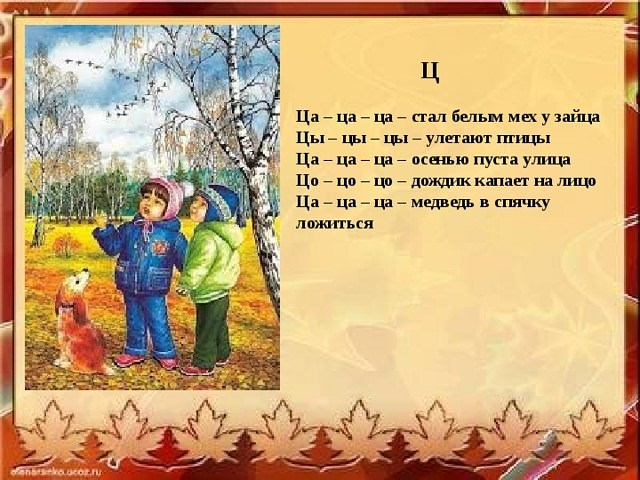 Ц
Ца – ца – ца – стал белым мех у зайца
Цы – цы – цы – улетают птицы
Ца – ца – ца – осенью пуста улица
Цо – цо – цо – дождик капает на лицо
Ца – ца – ца – медведь в спячку
ложиться
elenaranko.ucoz.ru